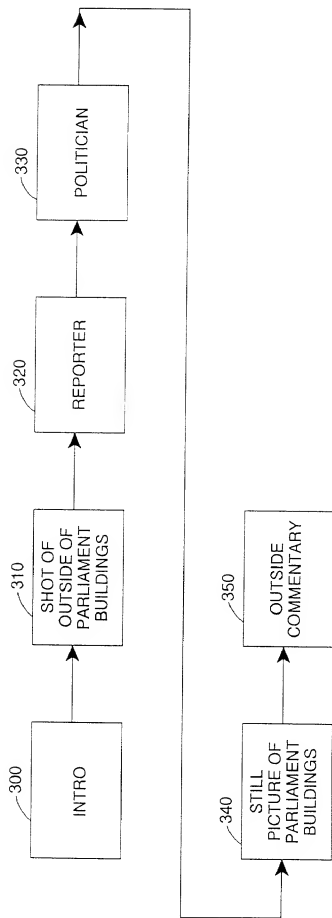 300
INTRO
310
SHOT OF
OUTSIDE OF
PARLIAMENT
BUILDINGS
320
REPORTER
330
POLITICIAN
340
STILL
PICTURE OF
PARLIAMENT
BUILDINGS
350
OUTSIDE
COMMENTARY